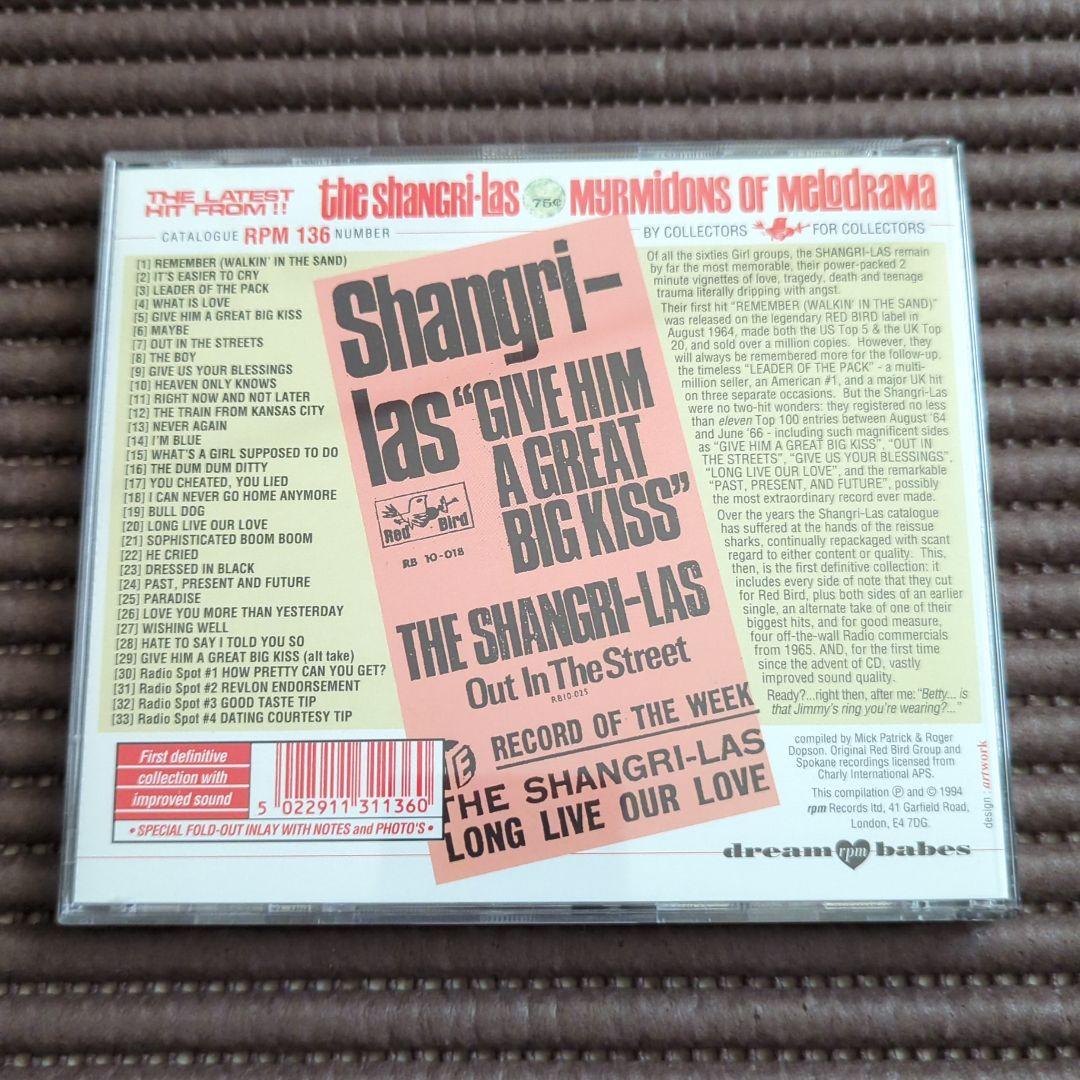 THE LATEST
HIT FROM !!
the shangri-las 75¢ myrmidons of melodrama
CATALOGUE RPM 136 NUMBER
BY COLLECTORS FOR COLLECTORS
[1] REMEMBER (WALKIN' IN THE SAND)
[2] IT'S EASIER TO CRY
[3] LEADER OF THE PACK
[4] WHAT IS LOVE
[5] GIVE HIM A GREAT BIG KISS
[6] MAYBE
[7] OUT IN THE STREETS
[8] THE BOY
[9] GIVE US YOUR BLESSINGS
[10] HEAVEN ONLY KNOWS
[11] RIGHT NOW AND NOT LATER
[12] THE TRAIN FROM KANSAS CITY
[13] NEVER AGAIN
[14] I'M BLUE
[15] WHAT'S A GIRL SUPPOSED TO DO
[16] THE DUM DUM DITTY
[17] YOU CHEATED, YOU LIED
[18] I CAN NEVER GO HOME ANYMORE
[19] BULL DOG
[20] LONG LIVE OUR LOVE
[21] SOPHISTICATED BOOM BOOM
[22] HE CRIED
[23] DRESSED IN BLACK
[24] PAST, PRESENT AND FUTURE
[25] PARADISE
[26] LOVE YOU MORE THAN YESTERDAY
[27] WISHING WELL
[28] HATE TO SAY I TOLD YOU SO
[29] GIVE HIM A GREAT BIG KISS (alt take)
[30] Radio Spot #1 HOW PRETTY CAN YOU GET?
[31] Radio Spot #2 REVLON ENDORSEMENT
[32] Radio Spot #3 GOOD TASTE TIP
[33] Radio Spot #4 DATING COURTESY TIP
Shangri-
las "GIVE HIM
A GREAT
BIG KISS"
Red Bird
RB 10-018
THE SHANGRI-LAS
Out In The Street
RB10-025
RECORD OF THE WEEK
THE SHANGRI-LAS
LONG LIVE OUR LOVE
Of all the sixties Girl groups, the SHANGRI-LAS remain
by far the most memorable, their power-packed 2
minute vignettes of love, tragedy, death and teenage
trauma literally dripping with angst.
Their first hit "REMEMBER (WALKIN' IN THE SAND)"
was released on the legendary RED BIRD label in
August 1964, made both the US Top 5 & the UK Top
20, and sold over a million copies. However, they
will always be remembered more for the follow-up,
the timeless "LEADER OF THE PACK" - a multi-
million seller, an American #1, and a major UK hit
on three separate occasions. But the Shangri-Las
were no two-hit wonders: they registered no less
than eleven Top 100 entries between August '64
and June '66 - including such magnificent sides
as "GIVE HIM A GREAT BIG KISS", "OUT IN
THE STREETS", "GIVE US YOUR BLESSINGS",
"LONG LIVE OUR LOVE", and the remarkable
"PAST, PRESENT, AND FUTURE", possibly
the most extraordinary record ever made.
Over the years the Shangri-Las catalogue
has suffered at the hands of the reissue
sharks, continually repackaged with scant
regard to either content or quality. This,
then, is the first definitive collection: it
includes every side of note that they cut
for Red Bird, plus both sides of an earlier
single, an alternate take of one of their
biggest hits, and for good measure,
four off-the-wall Radio commercials
from 1965. AND, for the first time
since the advent of CD, vastly
improved sound quality.
Ready?...right then, after me: "Betty... is
that Jimmy's ring you're wearing?..."
First definitive
collection with
improved sound
5 022911 311360
• SPECIAL FOLD-OUT INLAY WITH NOTES and PHOTO'S •
compiled by Mick Patrick & Roger
Dopson. Original Red Bird Group and
Spokane recordings licensed from
Charly International APS.
This compilation ℗ and © 1994
rpm Records ltd, 41 Garfield Road,
London, E4 7DG.
design : artwork
dream rpm babes